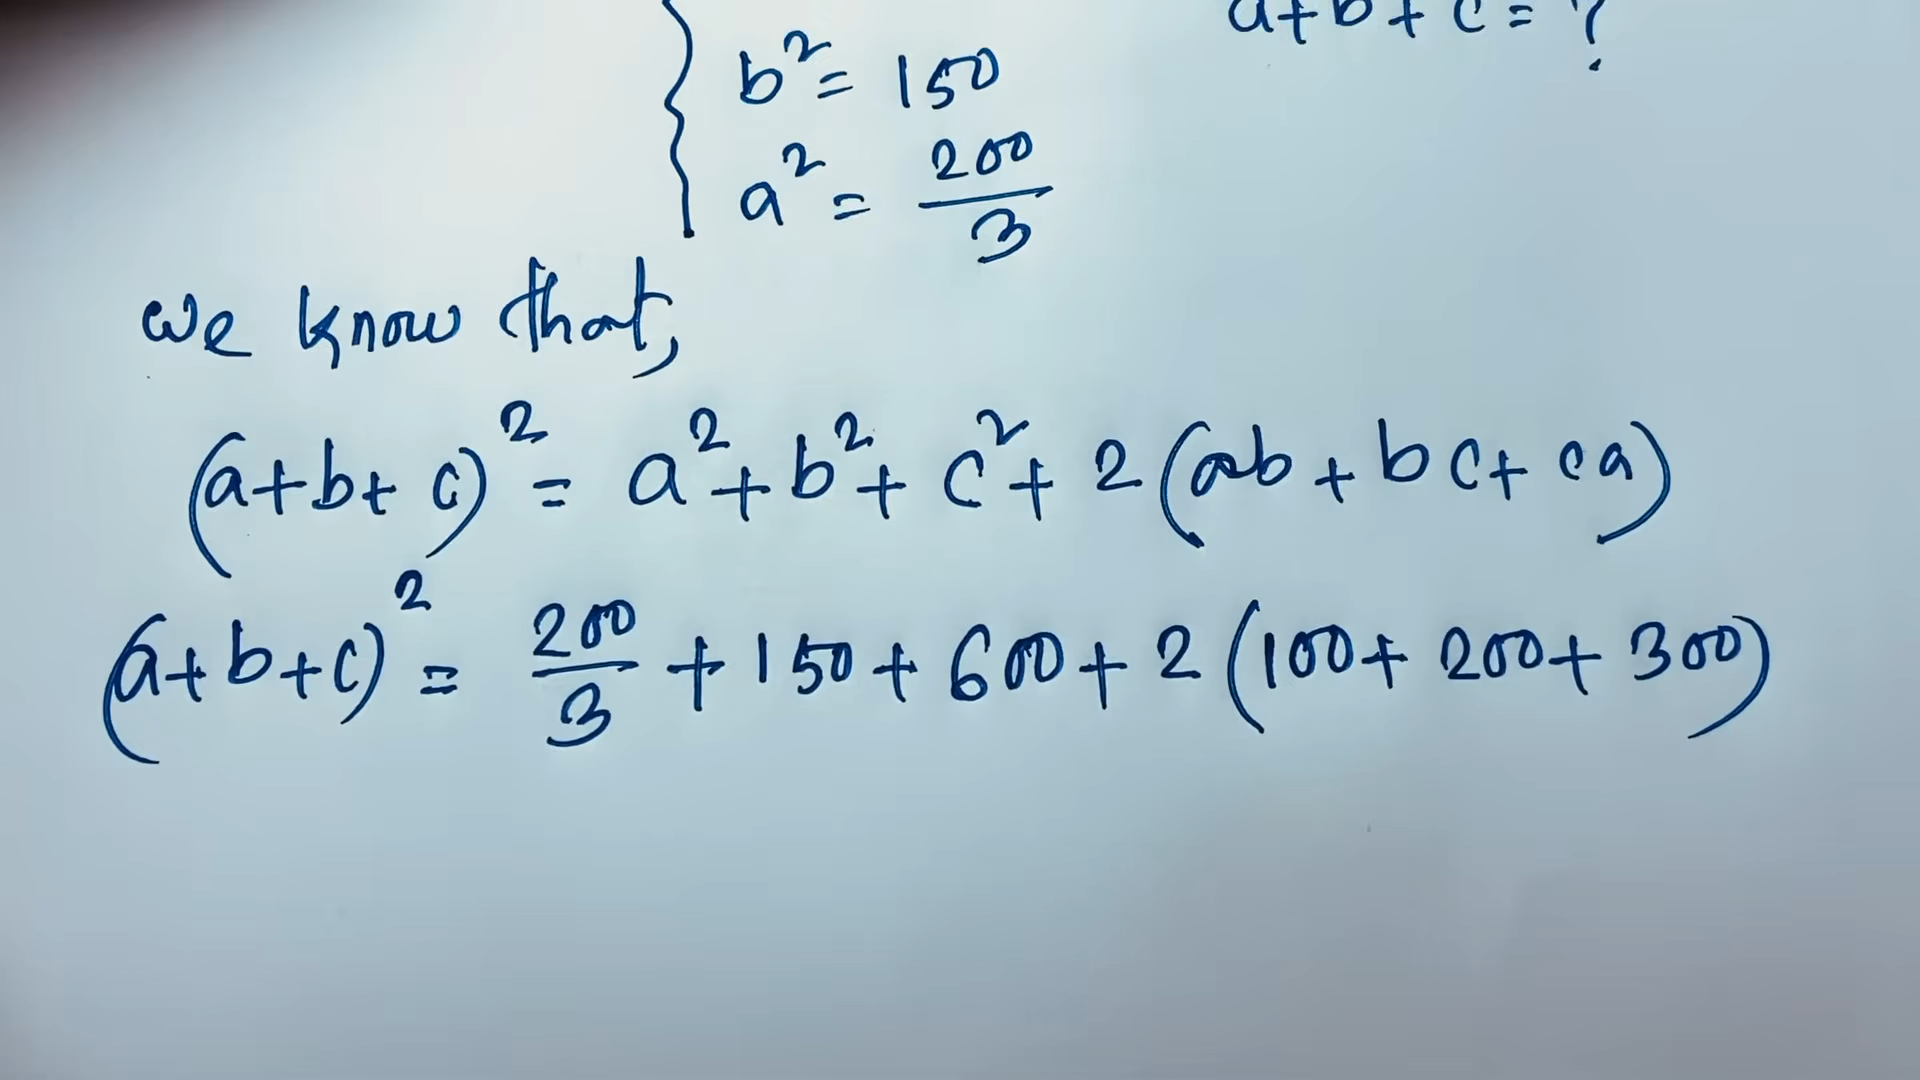 a+b+c=?
b²= 150
a² = 200/3
we know that,
(a+b+c)² = a²+b²+c²+2(ab+bc+ca)
(a+b+c)² = 200/3 +150+600+2(100+200+300)